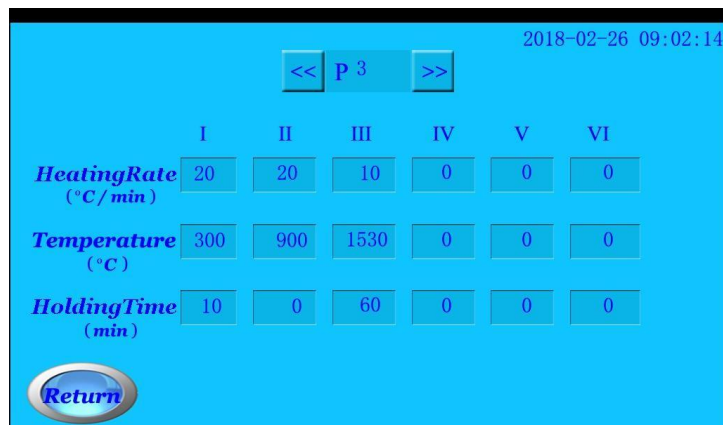 2018-02-26 09:02:14
<< P 3 >>
I II III IV V VI
HeatingRate 20 20 10 0 0 0
(°C/min)
Temperature 300 900 1530 0 0 0
(°C)
HoldingTime 10 0 60 0 0 0
(min)
Return